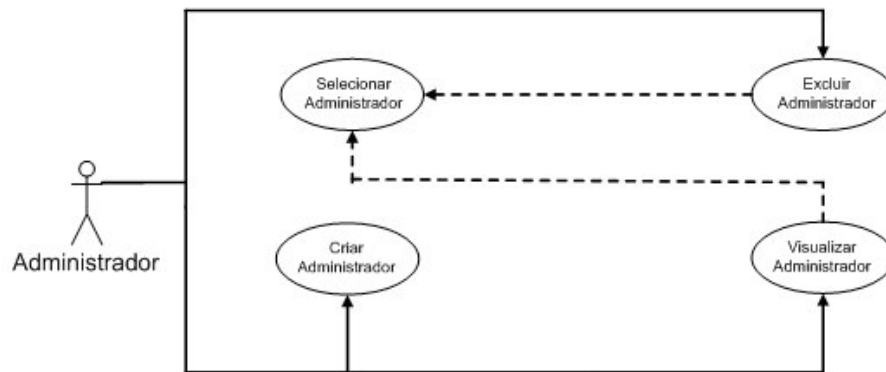 Selecionar
Administrador
Excluir
Administrador
Administrador
Criar
Administrador
Visualizar
Administrador